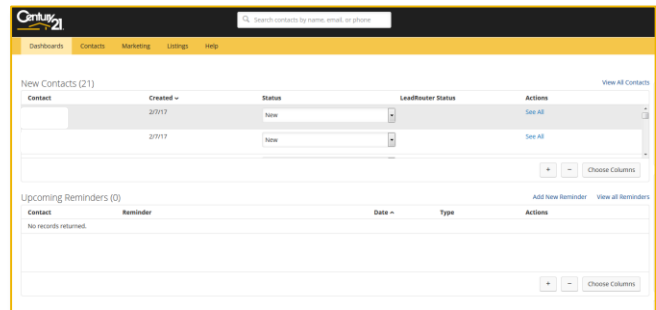 Century 21
Search contacts by name, email, or phone
Dashboards Contacts Marketing Listings Help
New Contacts (21) View All Contacts
Contact Created Status LeadRouter Status Actions
2/7/17 New See All
2/7/17 New See All
+ − Choose Columns
Upcoming Reminders (0) Add New Reminder View all Reminders
Contact Reminder Date Type Actions
No records returned.
+ − Choose Columns